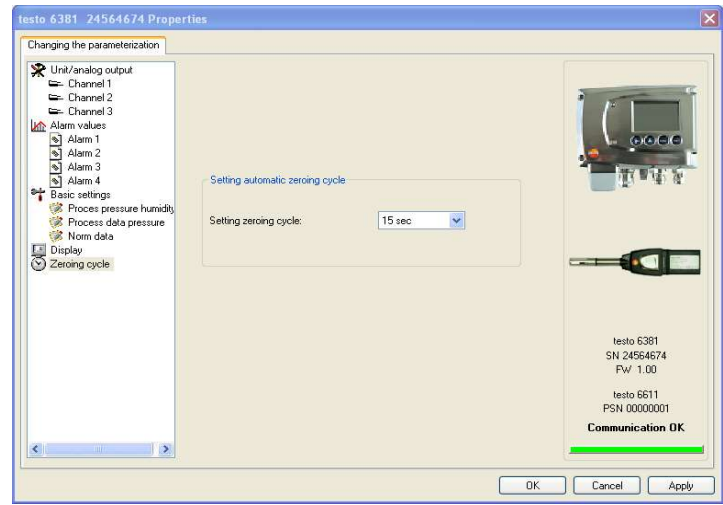 testo 6381 24564674 Properties
Changing the parameterization
Unit/analog output
Channel 1
Channel 2
Channel 3
Alarm values
Alarm 1
Alarm 2
Alarm 3
Alarm 4
Basic settings
Proces pressure humidity
Process data pressure
Norm data
Display
Zeroing cycle
Setting automatic zeroing cycle
Setting zeroing cycle:
15 sec
testo 6381
SN 24564674
FW 1.00
testo 6611
PSN 00000001
Communication OK
OK
Cancel
Apply